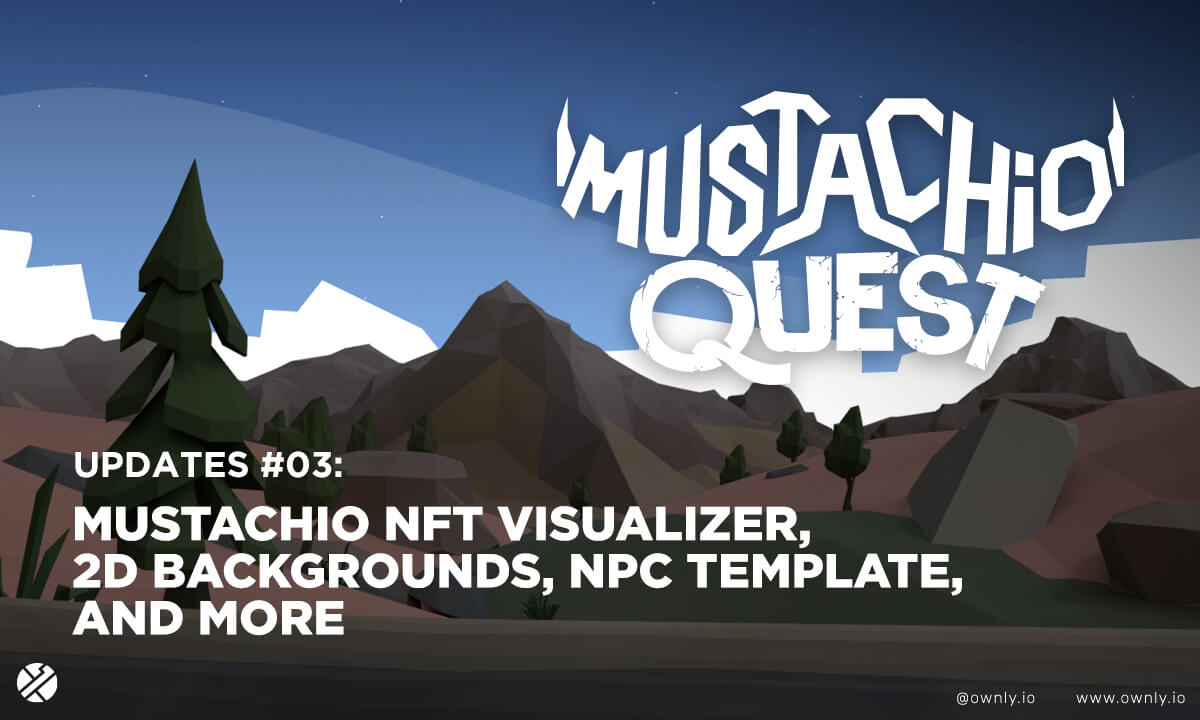 MUSTACHiO
QUEST
UPDATES #03:
MUSTACHIO NFT VISUALIZER,
2D BACKGROUNDS, NPC TEMPLATE,
AND MORE
@ownly.io
www.ownly.io